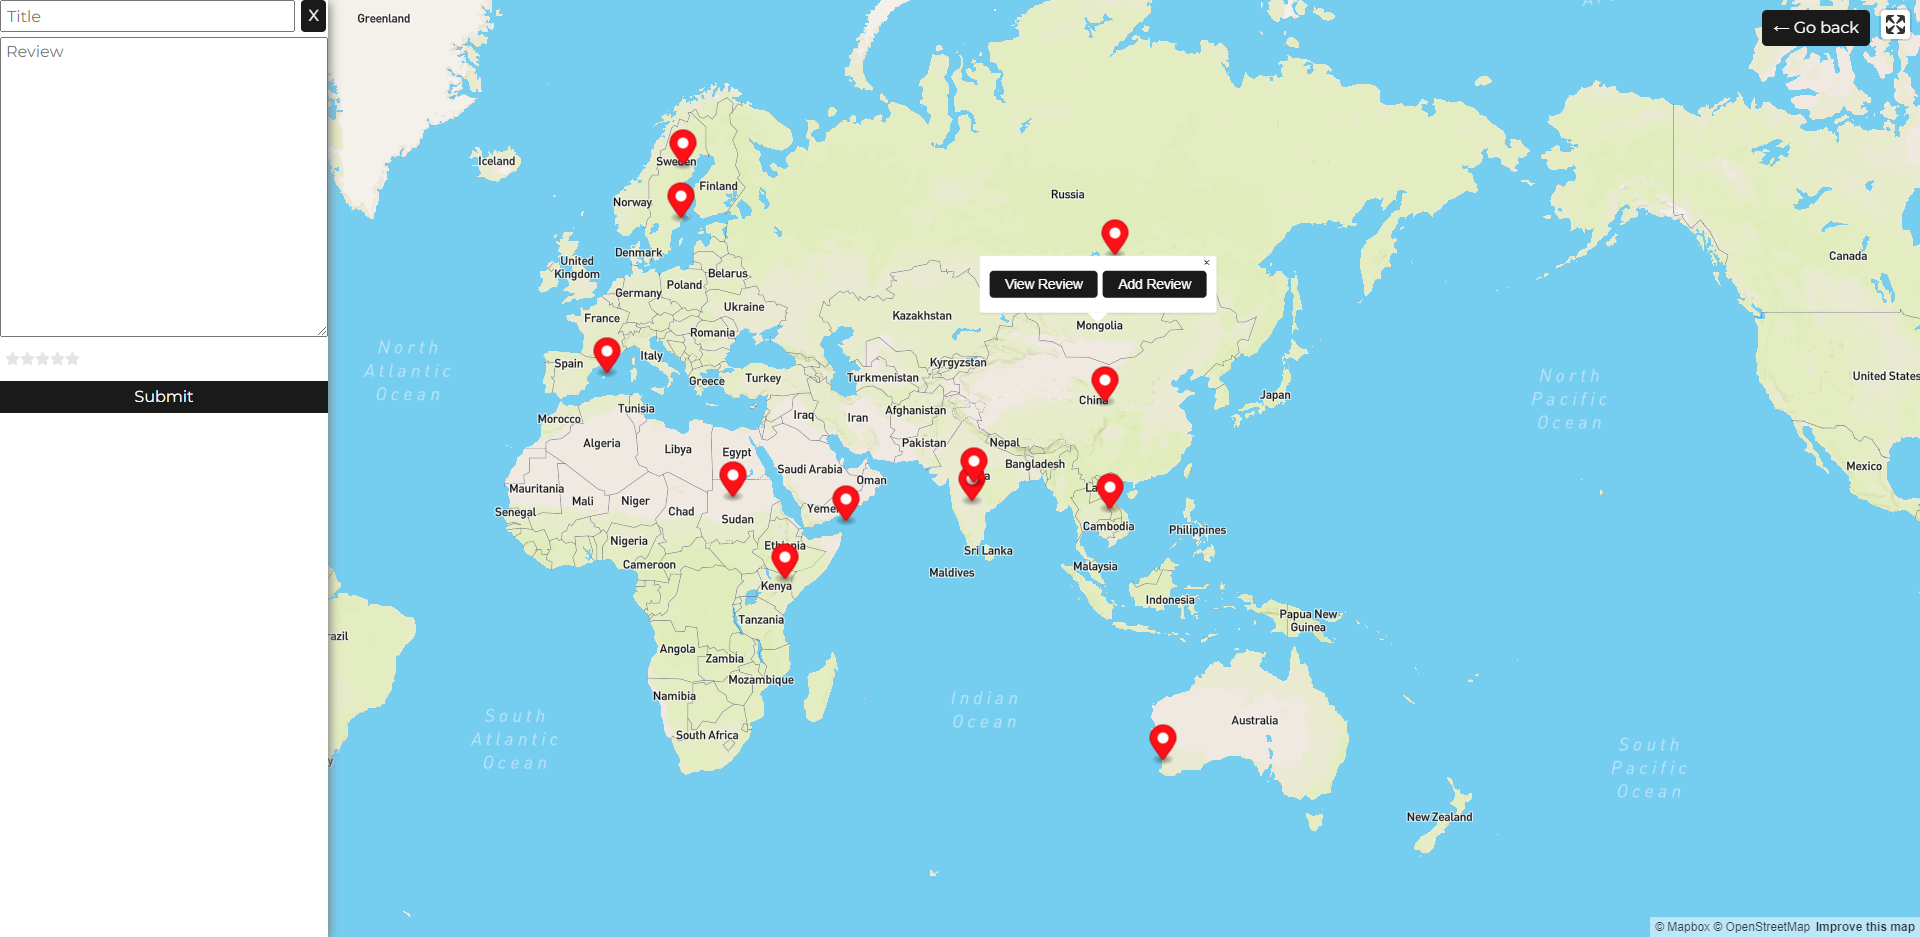 Title
X
Review
Submit
← Go back
Greenland
Iceland
Sweden
Finland
Norway
Russia
Denmark
United
Kingdom
Belarus
Poland
Germany
Ukraine
France
Romania
Kazakhstan
×
View Review
Add Review
Mongolia
Canada
North
Atlantic
Ocean
Spain
Italy
Kyrgyzstan
Greece
Turkey
Turkmenistan
China
Japan
North
Pacific
Ocean
United States
Morocco
Tunisia
Iraq
Iran
Afghanistan
Algeria
Libya
Egypt
Pakistan
Nepal
Saudi Arabia
Oman
Bangladesh
Mexico
Mauritania
Mali
Niger
Chad
Sudan
Yemen
La
Senegal
Cambodia
Philippines
Nigeria
Ethiopia
Sri Lanka
Cameroon
Kenya
Maldives
Malaysia
Indonesia
Papua New
Guinea
Tanzania
razil
Angola
Zambia
Mozambique
Namibia
Indian
Ocean
South
Atlantic
Ocean
South Africa
Australia
South
Pacific
Ocean
New Zealand
y
© Mapbox © OpenStreetMap Improve this map